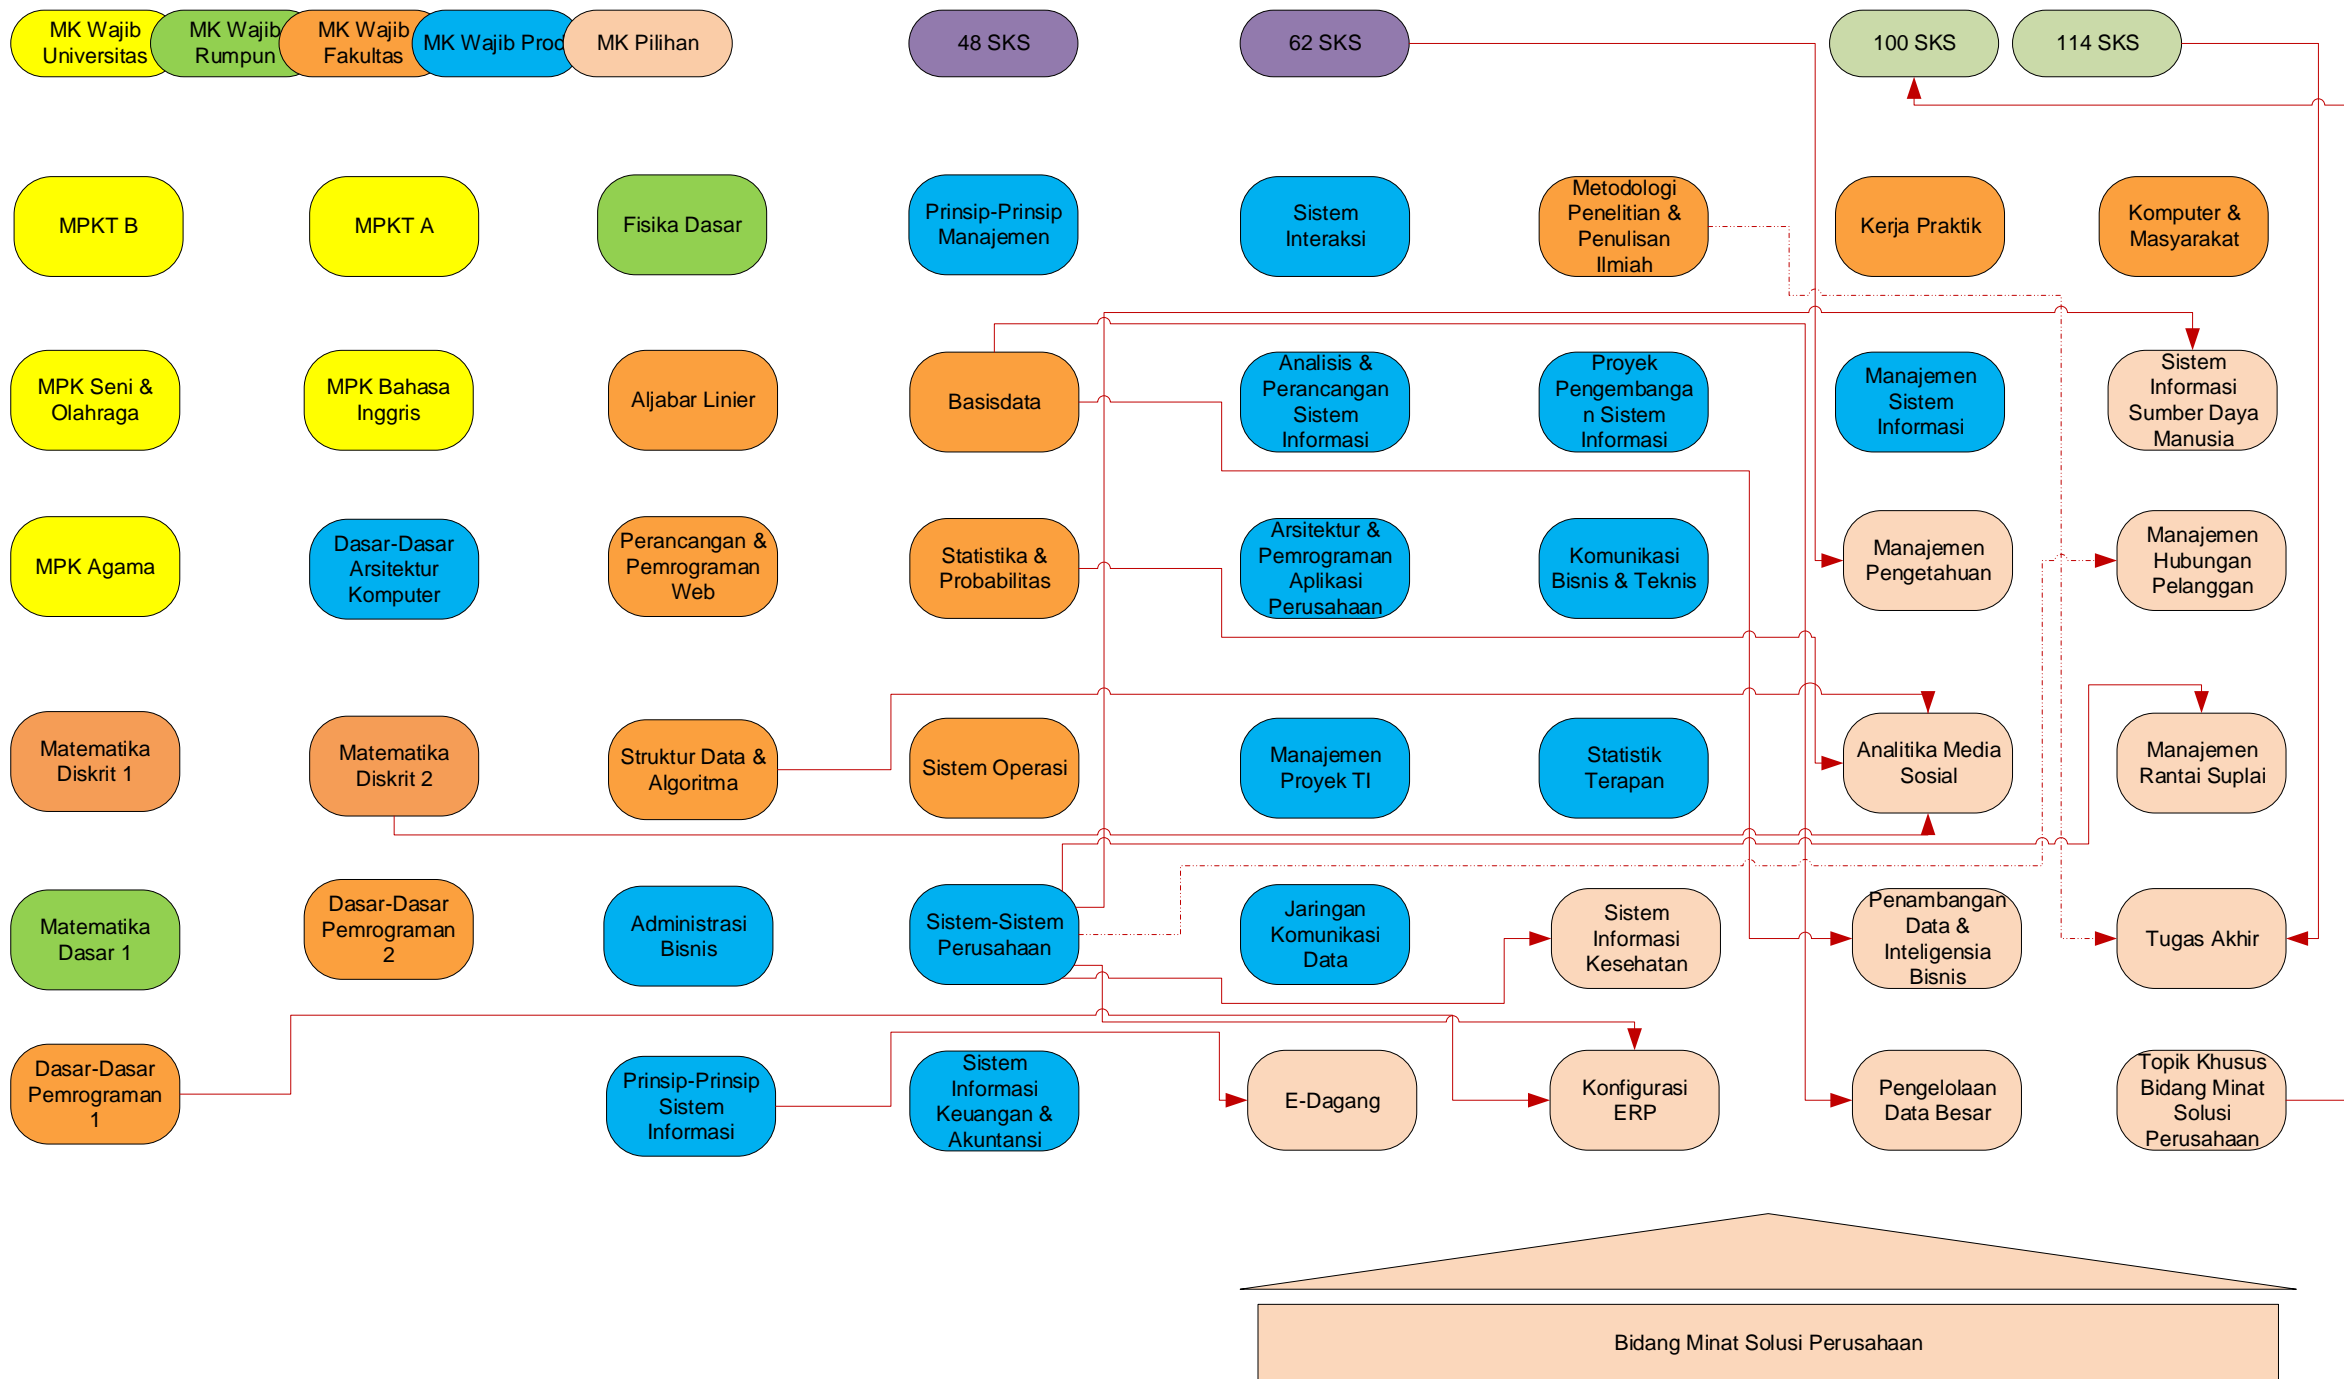 MK Wajib
Universitas
MK Wajib
Rumpun
MK Wajib
Fakultas
MK Wajib Prod
MK Pilihan
48 SKS
62 SKS
100 SKS
114 SKS
MPKT B
MPKT A
Fisika Dasar
Prinsip-Prinsip
Manajemen
Sistem
Interaksi
Metodologi
Penelitian &
Penulisan
Ilmiah
Kerja Praktik
Komputer &
Masyarakat
MPK Seni &
Olahraga
MPK Bahasa
Inggris
Aljabar Linier
Basisdata
Analisis &
Perancangan
Sistem
Informasi
Proyek
Pengembanga
n Sistem
Informasi
Manajemen
Sistem
Informasi
Sistem
Informasi
Sumber Daya
Manusia
MPK Agama
Dasar-Dasar
Arsitektur
Komputer
Perancangan &
Pemrograman
Web
Statistika &
Probabilitas
Arsitektur &
Pemrograman
Aplikasi
Perusahaan
Komunikasi
Bisnis & Teknis
Manajemen
Pengetahuan
Manajemen
Hubungan
Pelanggan
Matematika
Diskrit 1
Matematika
Diskrit 2
Struktur Data &
Algoritma
Sistem Operasi
Manajemen
Proyek TI
Statistik
Terapan
Analitika Media
Sosial
Manajemen
Rantai Suplai
Matematika
Dasar 1
Dasar-Dasar
Pemrograman
2
Administrasi
Bisnis
Sistem-Sistem
Perusahaan
Jaringan
Komunikasi
Data
Sistem
Informasi
Kesehatan
Penambangan
Data &
Inteligensia
Bisnis
Tugas Akhir
Dasar-Dasar
Pemrograman
1
Prinsip-Prinsip
Sistem
Informasi
Sistem
Informasi
Keuangan &
Akuntansi
E-Dagang
Konfigurasi
ERP
Pengelolaan
Data Besar
Topik Khusus
Bidang Minat
Solusi
Perusahaan
Bidang Minat Solusi Perusahaan